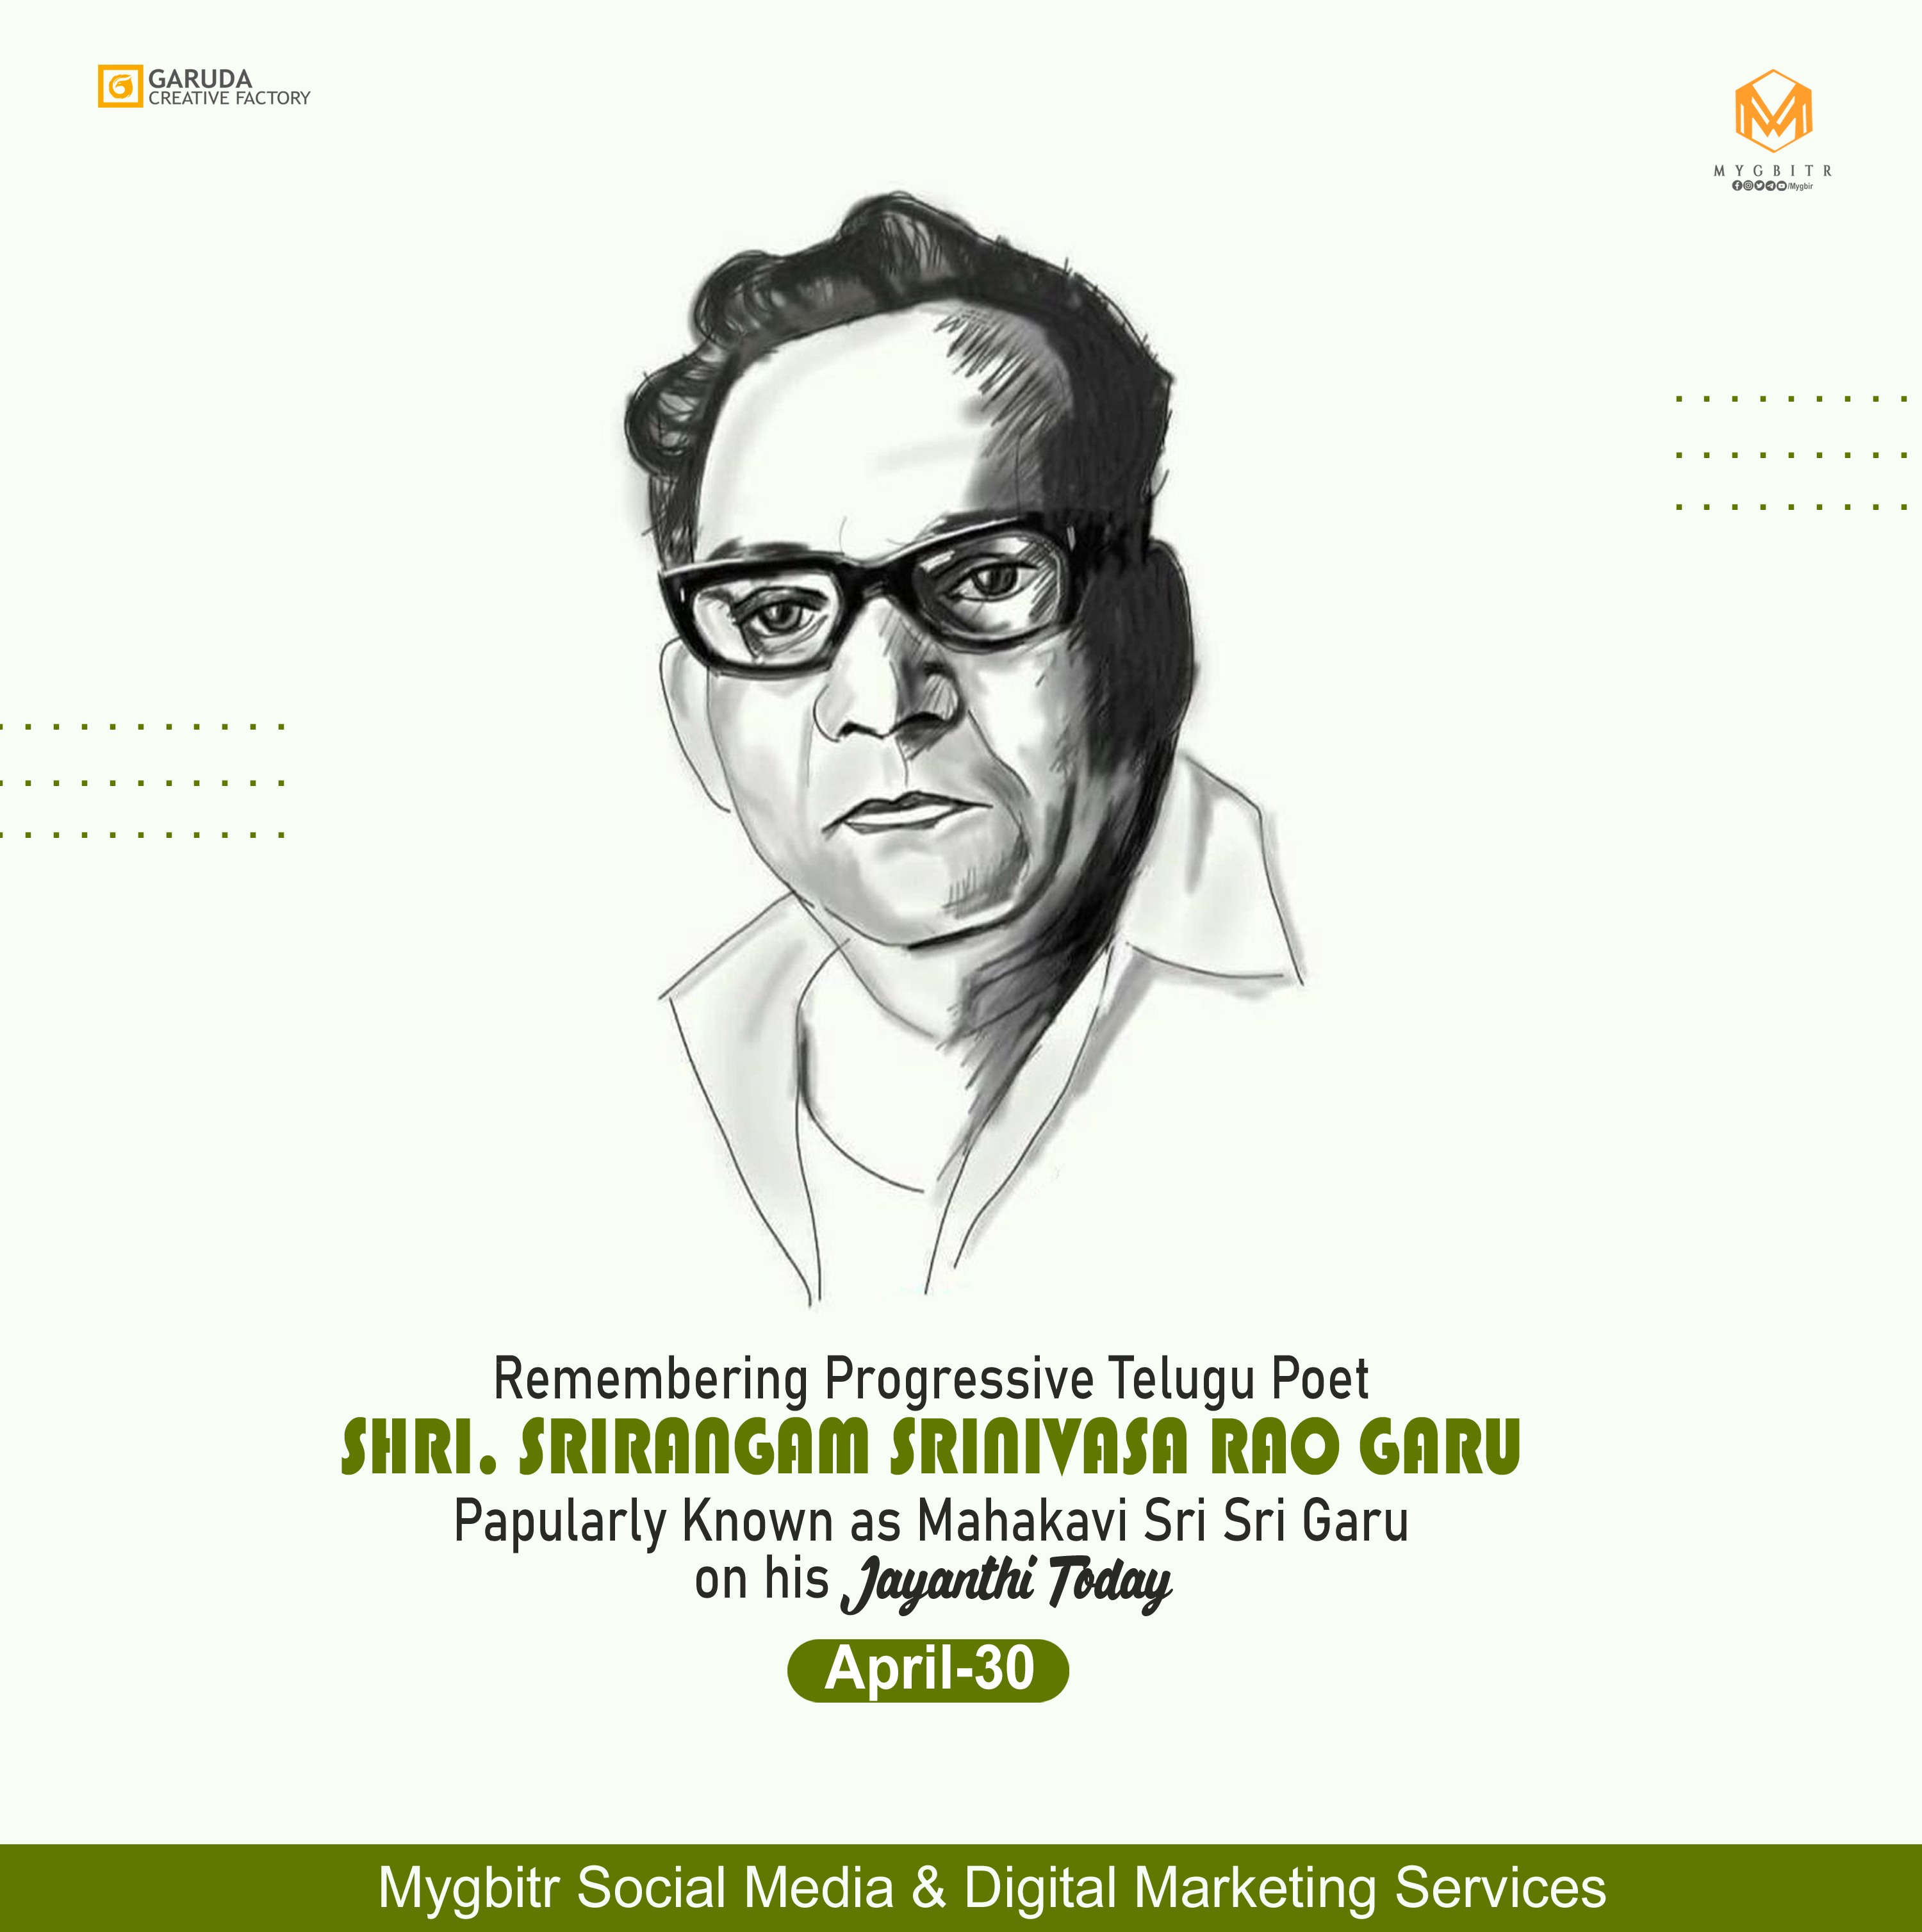 GARUDA
CREATIVE FACTORY
MYGBITR
/Mygbir
Remembering Progressive Telugu Poet
SHRI. SRIRANGAM SRINIVASA RAO GARU
Papularly Known as Mahakavi Sri Sri Garu
on his Jayanthi Today
April-30
Mygbitr Social Media & Digital Marketing Services